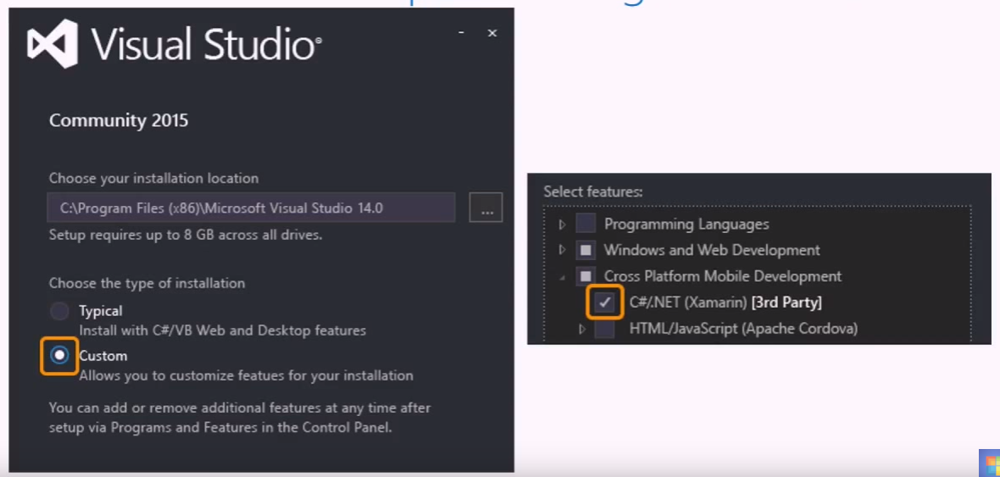 Visual Studio®
Community 2015
Choose your installation location
C:\Program Files (x86)\Microsoft Visual Studio 14.0
...
Setup requires up to 8 GB across all drives.
Choose the type of installation
Typical
Install with C#/VB Web and Desktop features
Custom
Allows you to customize featues for your installation
You can add or remove additional features at any time after
setup via Programs and Features in the Control Panel.
Select features:
Programming Languages
Windows and Web Development
Cross Platform Mobile Development
C#/.NET (Xamarin) [3rd Party]
HTML/JavaScript (Apache Cordova)